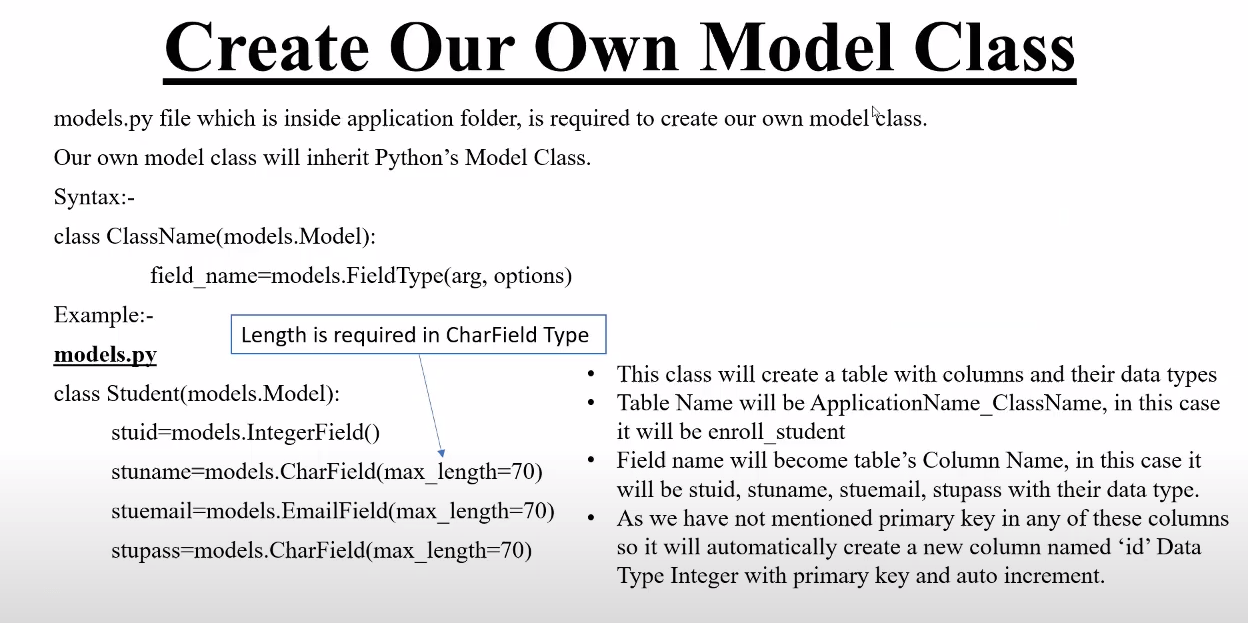 Create Our Own Model Class
models.py file which is inside application folder, is required to create our own model class.
Our own model class will inherit Python's Model Class.
Syntax:-
class ClassName(models.Model):
field_name=models.FieldType(arg, options)
Example:-
Length is required in CharField Type
models.py
class Student(models.Model):
stuid=models.IntegerField()
stuname=models.CharField(max_length=70)
stuemail=models.EmailField(max_length=70)
stupass=models.CharField(max_length=70)
• This class will create a table with columns and their data types
• Table Name will be ApplicationName_ClassName, in this case
it will be enroll_student
• Field name will become table's Column Name, in this case it
will be stuid, stuname, stuemail, stupass with their data type.
• As we have not mentioned primary key in any of these columns
so it will automatically create a new column named ‘id’ Data
Type Integer with primary key and auto increment.